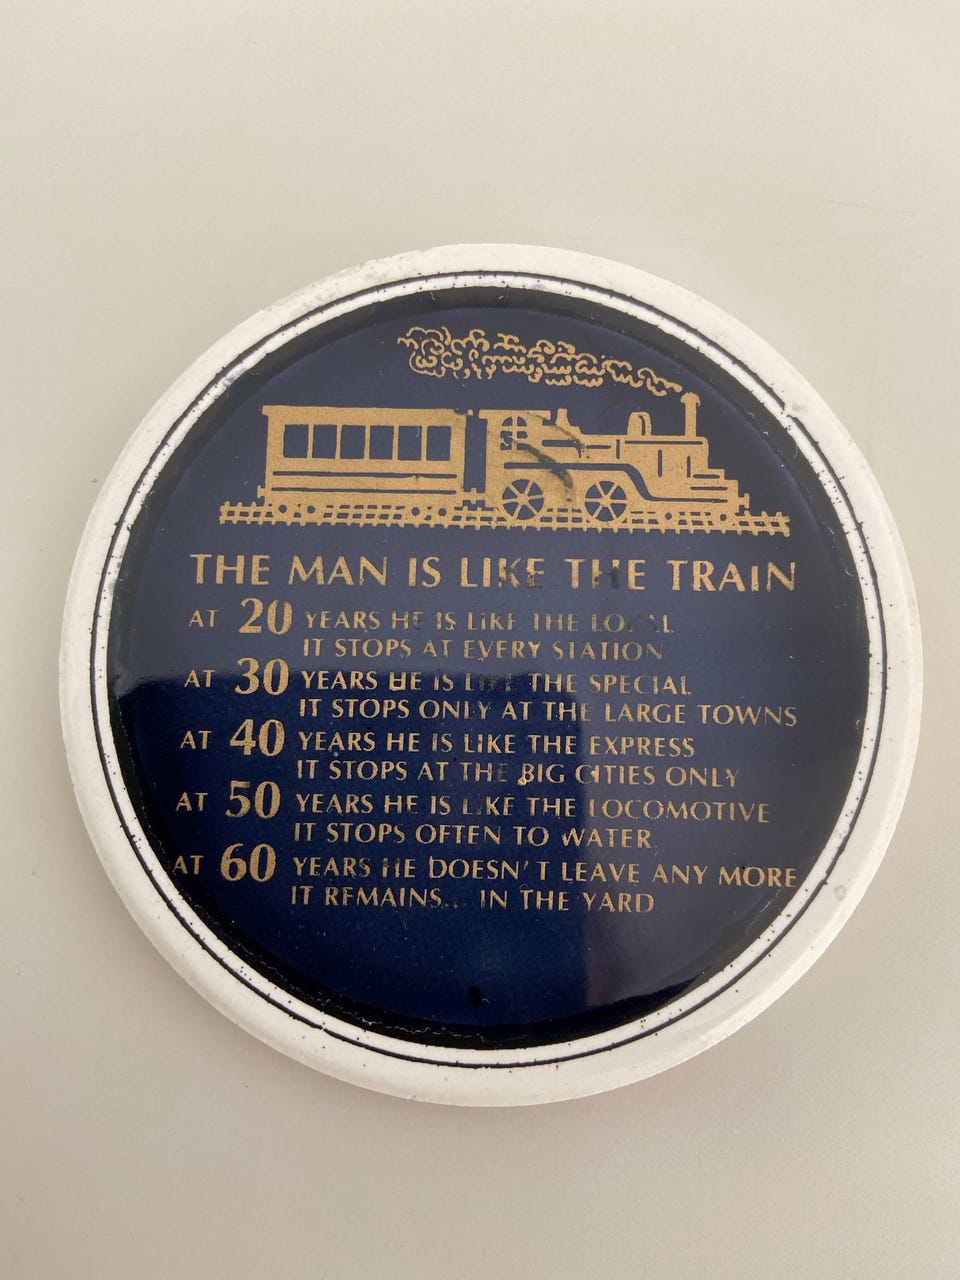 THE MAN IS LIKE THE TRAIN
AT 20 YEARS HE IS LIKE THE LOCAL
IT STOPS AT EVERY STATION
AT 30 YEARS HE IS LIKE THE SPECIAL
IT STOPS ONLY AT THE LARGE TOWNS
AT 40 YEARS HE IS LIKE THE EXPRESS
IT STOPS AT THE BIG CITIES ONLY
AT 50 YEARS HE IS LIKE THE LOCOMOTIVE
IT STOPS OFTEN TO WATER
AT 60 YEARS HE DOESN'T LEAVE ANY MORE
IT REMAINS... IN THE YARD